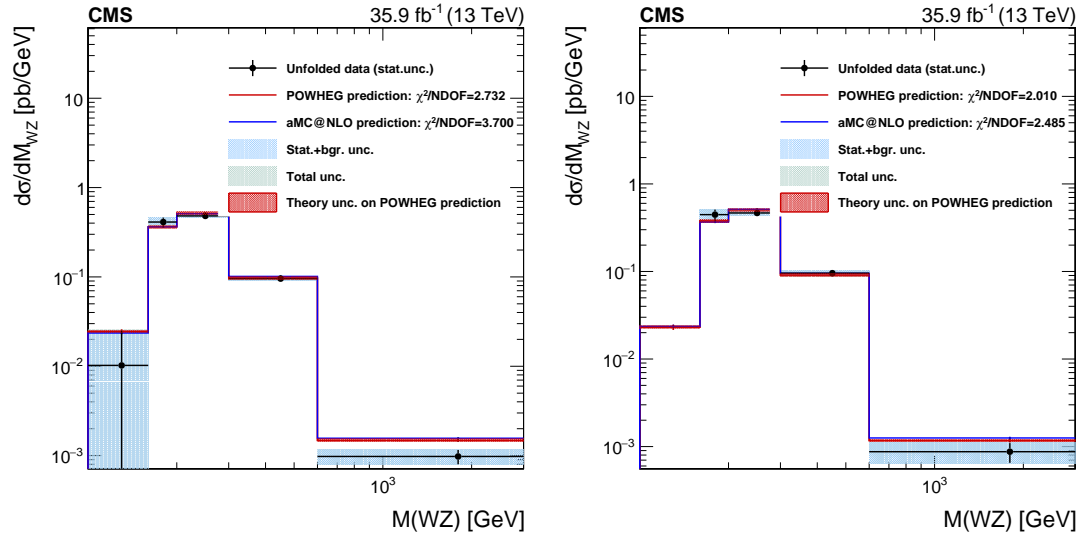 CMS
35.9 fb⁻¹ (13 TeV)
dσ/dM_WZ [pb/GeV]
10
1
10⁻¹
10⁻²
10⁻³
Unfolded data (stat.unc.)
POWHEG prediction: χ²/NDOF=2.732
aMC@NLO prediction: χ²/NDOF=3.700
Stat.+bgr. unc.
Total unc.
Theory unc. on POWHEG prediction
10³
M(WZ) [GeV]
CMS
35.9 fb⁻¹ (13 TeV)
dσ/dM_WZ [pb/GeV]
10
1
10⁻¹
10⁻²
10⁻³
Unfolded data (stat.unc.)
POWHEG prediction: χ²/NDOF=2.010
aMC@NLO prediction: χ²/NDOF=2.485
Stat.+bgr. unc.
Total unc.
Theory unc. on POWHEG prediction
10³
M(WZ) [GeV]